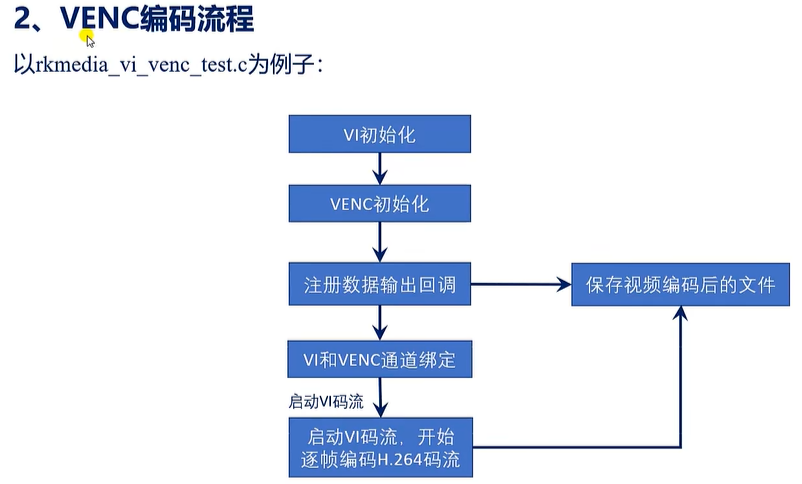 2、VENC编码流程
以rkmedia_vi_venc_test.c为例子：
VI初始化
VENC初始化
注册数据输出回调
保存视频编码后的文件
VI和VENC通道绑定
启动VI码流
启动VI码流，开始
逐帧编码H.264码流